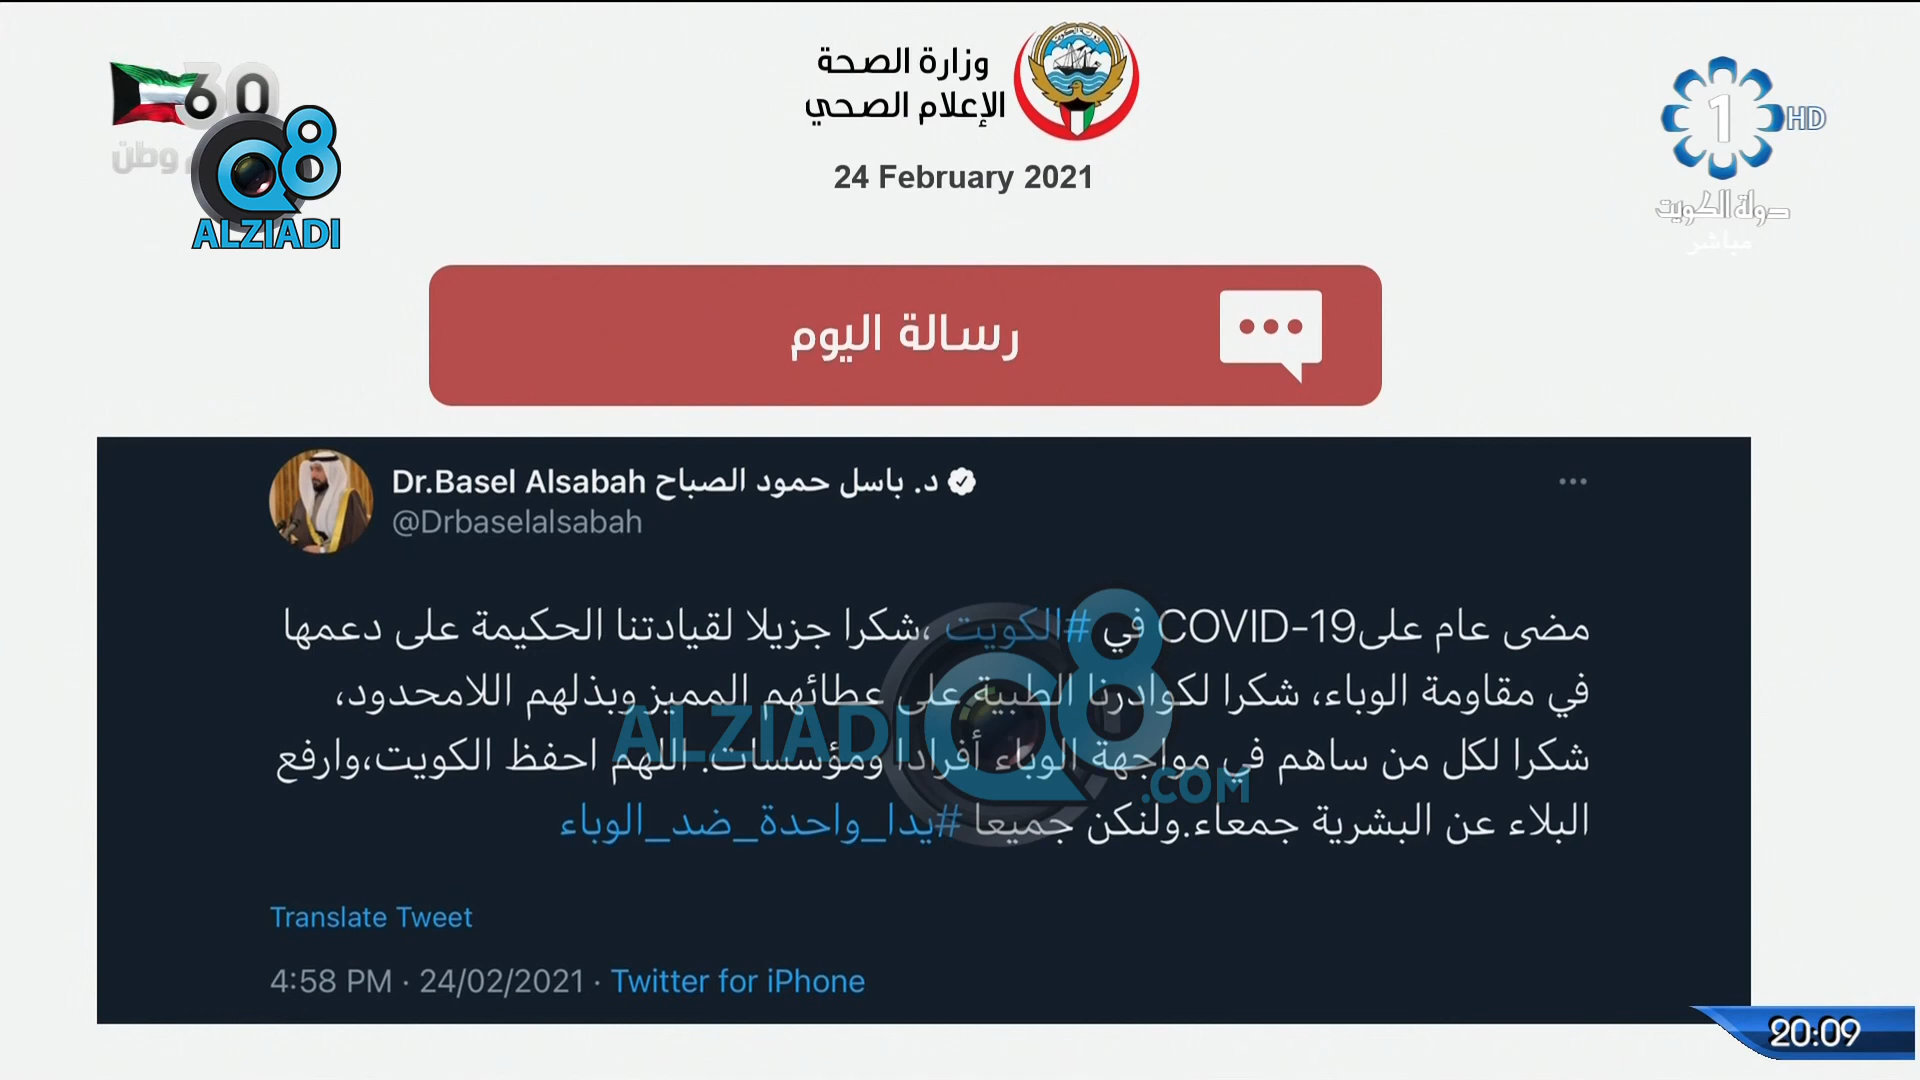 وزارة الصحة
الإعلام الصحي
24 February 2021
60 30
وطن
Q8
ALZIADI
1 HD
دولة الكويت
مباشر
رسالة اليوم
Dr.Basel Alsabah د. باسل حمود الصباح
@Drbaselalsabah
مضى عام علىCOVID-19 في #الكويت ،شكرا جزيلا لقيادتنا الحكيمة على دعمها
في مقاومة الوباء، شكرا لكوادرنا الطبية على عطائهم المميز وبذلهم اللامحدود،
شكرا لكل من ساهم في مواجهة الوباء أفرادا ومؤسسات. اللهم احفظ الكويت،وارفع
البلاء عن البشرية جمعاء.ولنكن جميعا #يدا_واحدة_ضد_الوباء
ALZIADI Q8 .COM
Translate Tweet
4:58 PM · 24/02/2021 · Twitter for iPhone
20:09